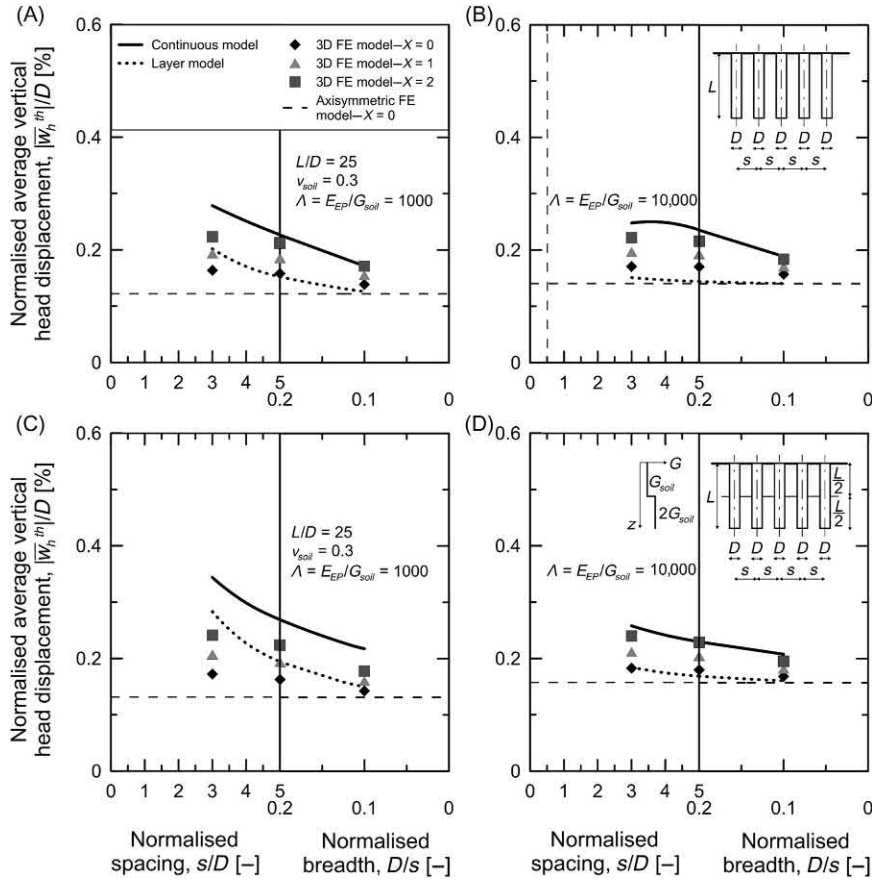 (A)
Normalised average vertical
head displacement, |w̄ₕᵗʰ|/D [%]
0.6
0.4
0.2
0
Continuous model
Layer model
3D FE model–X = 0
3D FE model–X = 1
3D FE model–X = 2
Axisymmetric FE
model–X = 0
L/D = 25
νsoil = 0.3
Λ = EEP/Gsoil = 1000
0 1 2 3 4 5 0
0.2 0.1
(B)
0.6
0.4
0.2
0
L
D D D D D
s s s s
Λ = EEP/Gsoil = 10,000
0 1 2 3 4 5 0
0.2 0.1
(C)
Normalised average vertical
head displacement, |w̄ₕᵗʰ|/D [%]
0.6
0.4
0.2
0
L/D = 25
νsoil = 0.3
Λ = EEP/Gsoil = 1000
0 1 2 3 4 5 0
0.2 0.1
Normalised
spacing, s/D [–]
Normalised
breadth, D/s [–]
(D)
0.6
0.4
0.2
0
G
Gsoil
2Gsoil
z
L
L/2
L/2
D D D D D
s s s s
Λ = EEP/Gsoil = 10,000
0 1 2 3 4 5 0
0.2 0.1
Normalised
spacing, s/D [–]
Normalised
breadth, D/s [–]